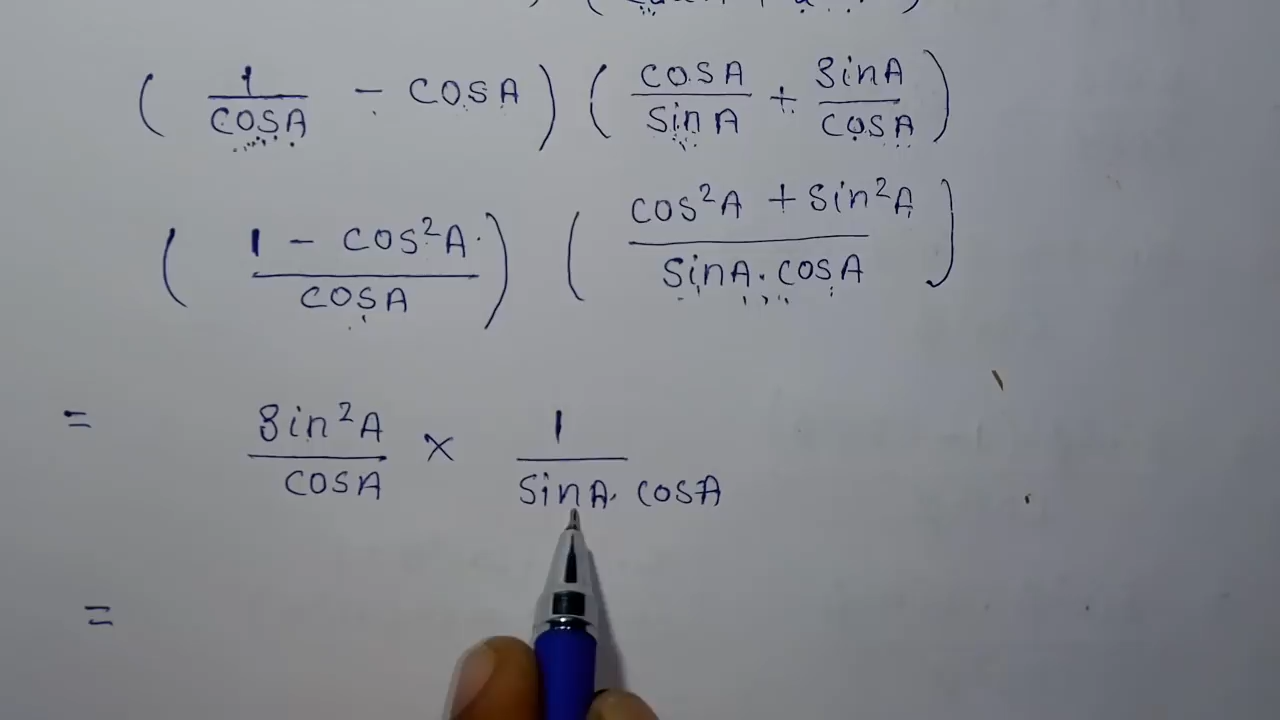 ( 1/cosA - cosA ) ( cosA/sinA + sinA/cosA )
( 1 - cos²A/cosA ) ( cos²A + sin²A/sinA.cosA )
= sin²A/cosA × 1/sinA. cosA
=